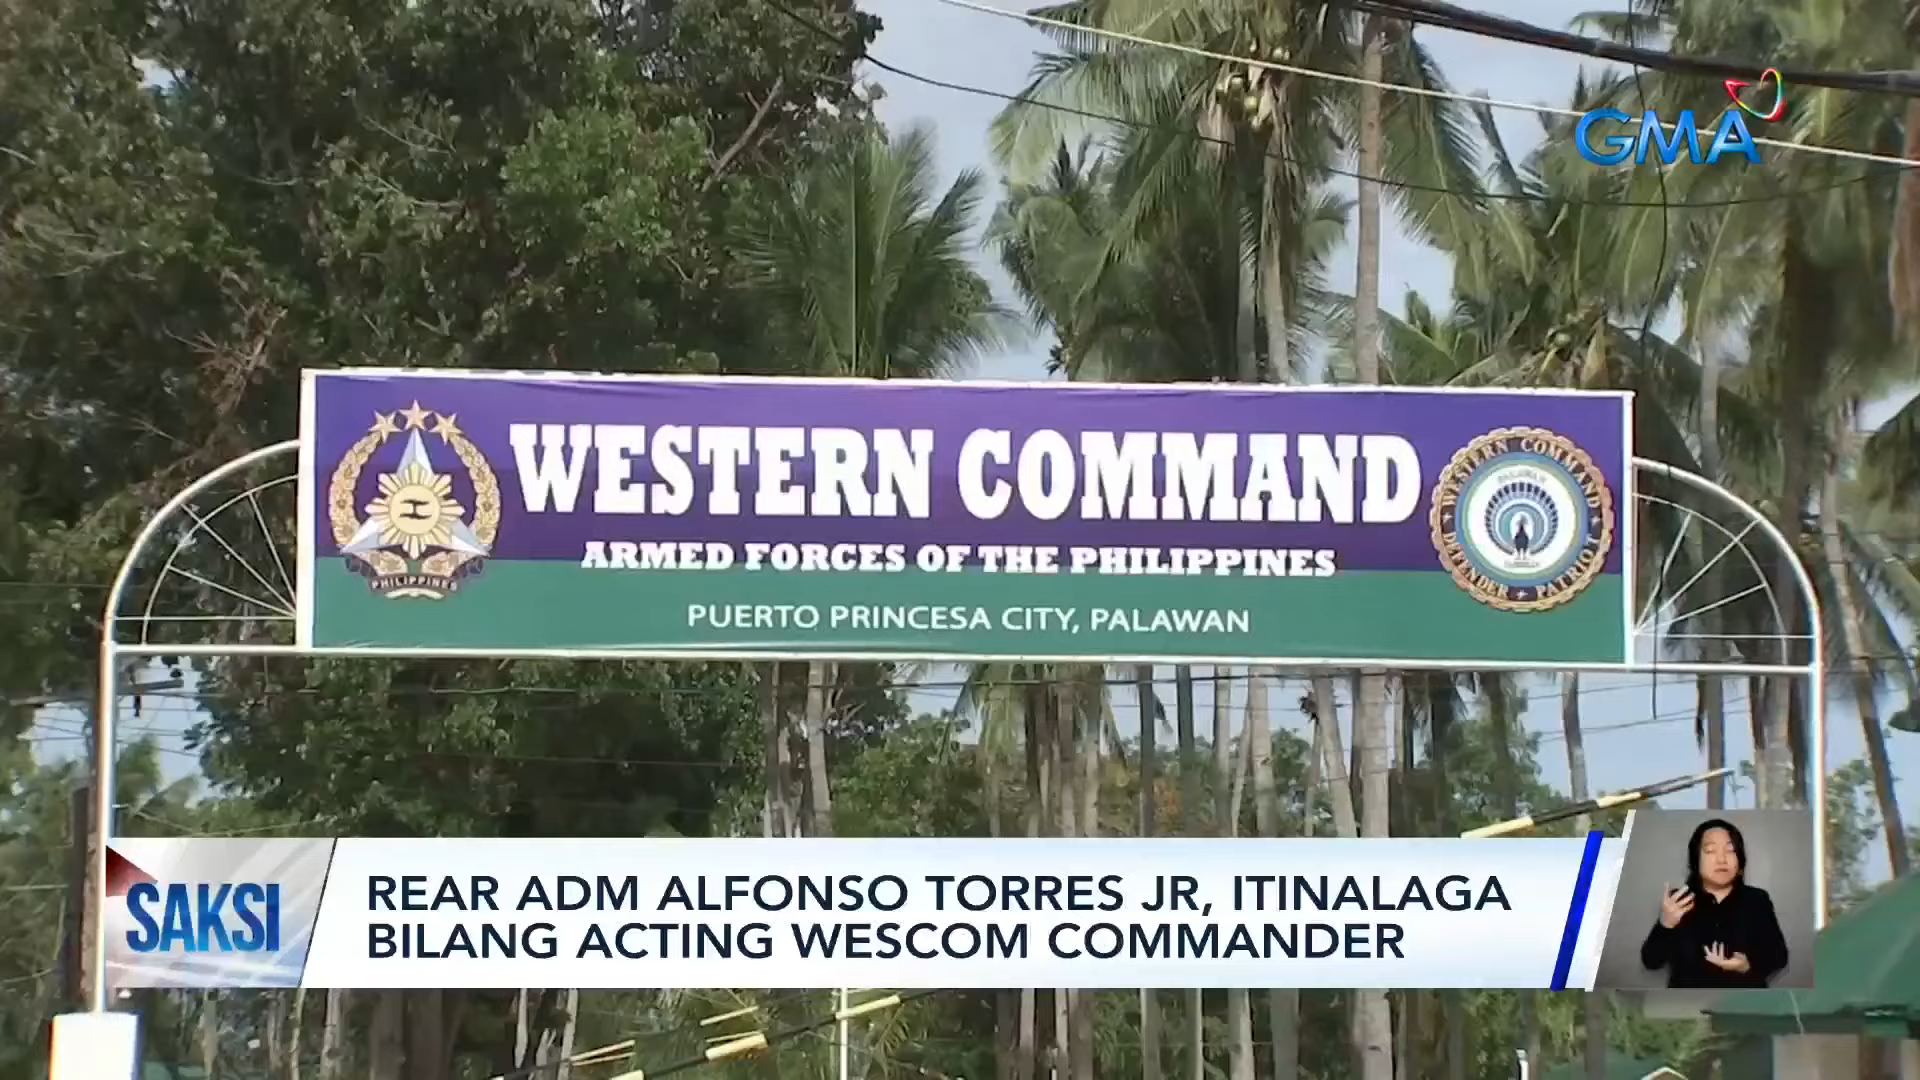 GMA
WESTERN COMMAND
ARMED FORCES OF THE PHILIPPINES
PUERTO PRINCESA CITY, PALAWAN
PHILIPPINES
WESTERN COMMAND
DEFENDER PATRIOT
SAKSI
REAR ADM ALFONSO TORRES JR, ITINALAGA
BILANG ACTING WESCOM COMMANDER